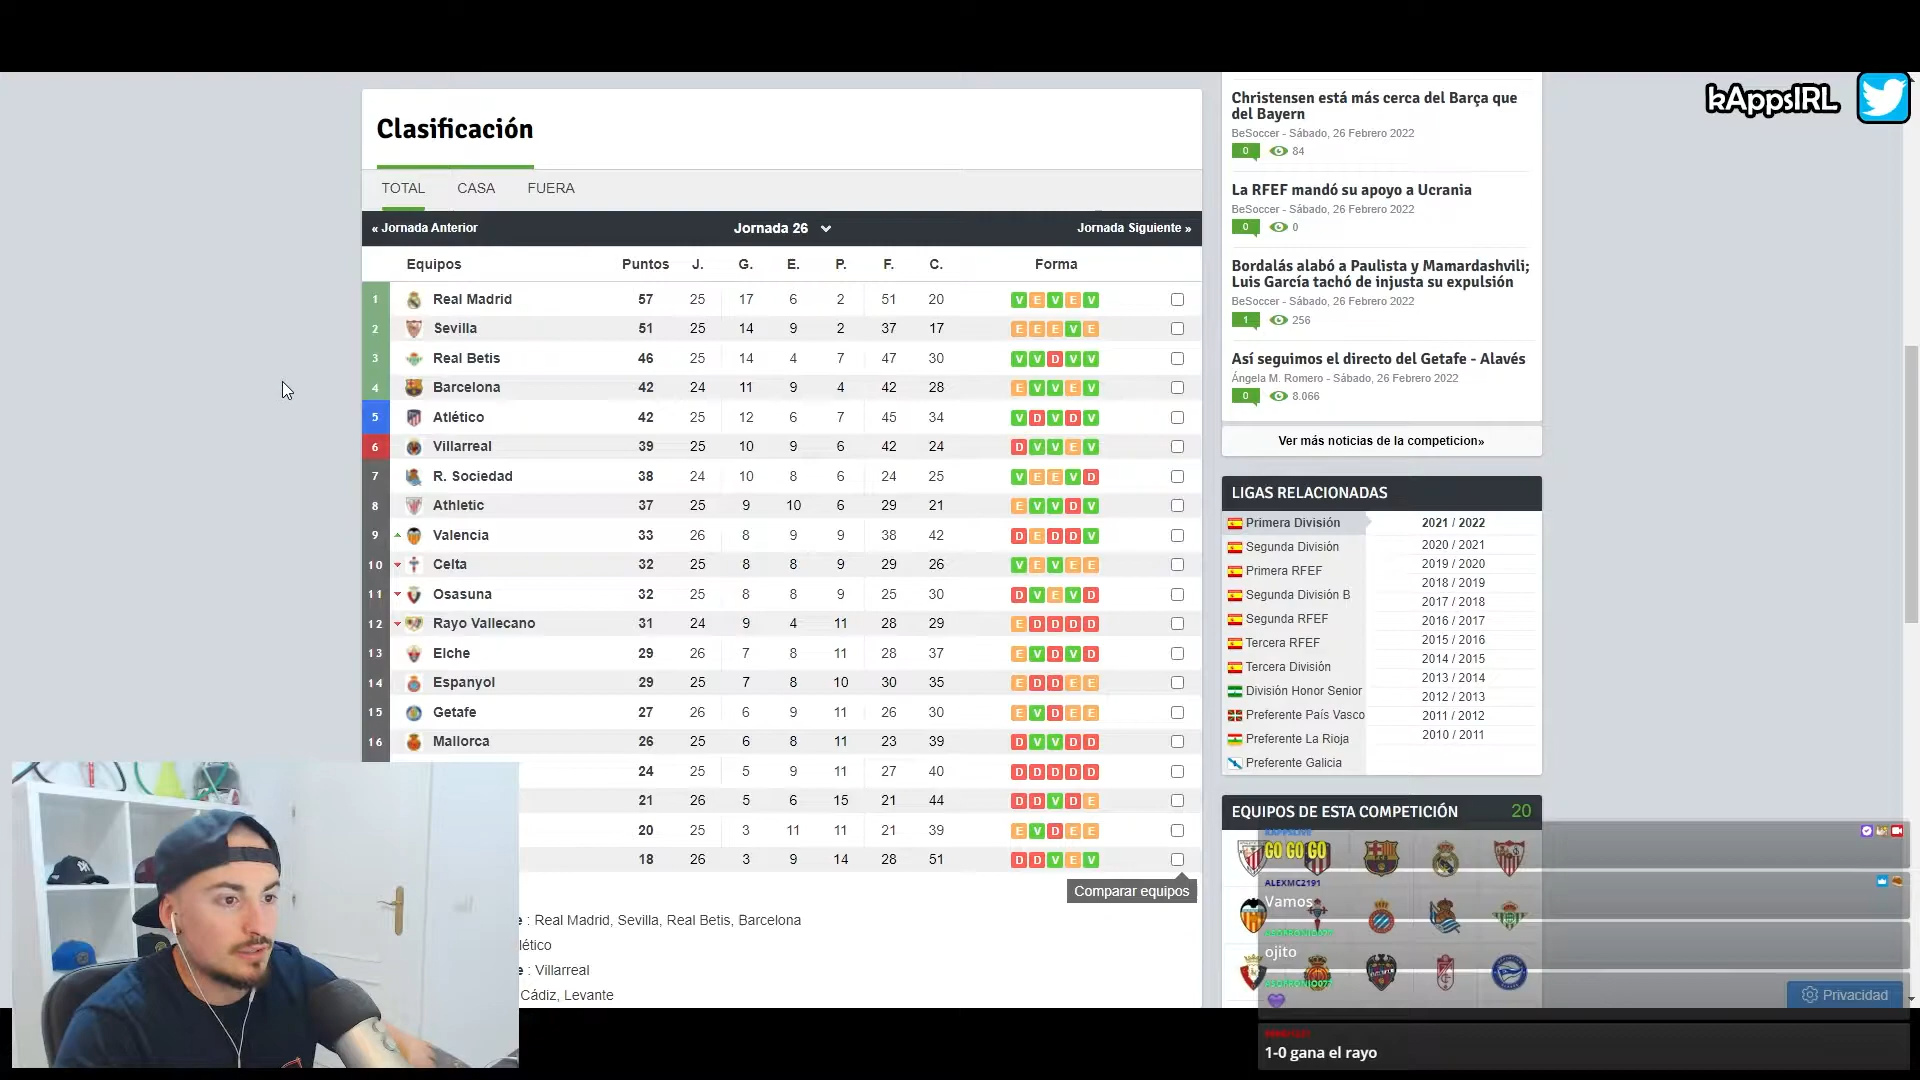 kAppsIRL
Clasificación
TOTAL CASA FUERA
« Jornada Anterior Jornada 26 Jornada Siguiente »
Equipos Puntos J. G. E. P. F. C. Forma
1 Real Madrid 57 25 17 6 2 51 20 V E V E V
2 Sevilla 51 25 14 9 2 37 17 E E E V E
3 Real Betis 46 25 14 4 7 47 30 V V D V V
4 Barcelona 42 24 11 9 4 42 28 E V V E V
5 Atlético 42 25 12 6 7 45 34 V D V D V
6 Villarreal 39 25 10 9 6 42 24 D V V E V
7 R. Sociedad 38 24 10 8 6 24 25 V E E V D
8 Athletic 37 25 9 10 6 29 21 E V V D V
9 Valencia 33 26 8 9 9 38 42 D E D D V
10 Celta 32 25 8 8 9 29 26 V E V E E
11 Osasuna 32 25 8 8 9 25 30 D V E V D
12 Rayo Vallecano 31 24 9 4 11 28 29 E D D D D
13 Elche 29 26 7 8 11 28 37 E V D V D
14 Espanyol 29 25 7 8 10 30 35 E D D E E
15 Getafe 27 26 6 9 11 26 30 E V D E E
16 Mallorca 26 25 6 8 11 23 39 D V V D D
24 25 5 9 11 27 40 D D D D D
21 26 5 6 15 21 44 D D V D E
20 25 3 11 11 21 39 E V D E E
18 26 3 9 14 28 51 D D V E V
Comparar equipos
e : Real Madrid, Sevilla, Real Betis, Barcelona
lético
e : Villarreal
Cádiz, Levante
Christensen está más cerca del Barça que
del Bayern
BeSoccer - Sábado, 26 Febrero 2022
0 84
La RFEF mandó su apoyo a Ucrania
BeSoccer - Sábado, 26 Febrero 2022
0 0
Bordalás alabó a Paulista y Mamardashvili;
Luis García tachó de injusta su expulsión
BeSoccer - Sábado, 26 Febrero 2022
1 256
Así seguimos el directo del Getafe - Alavés
Ángela M. Romero - Sábado, 26 Febrero 2022
0 8.066
Ver más noticias de la competicion»
LIGAS RELACIONADAS
Primera División
Segunda División
Primera RFEF
Segunda División B
Segunda RFEF
Tercera RFEF
Tercera División
División Honor Senior
Preferente País Vasco
Preferente La Rioja
Preferente Galicia
2021 / 2022
2020 / 2021
2019 / 2020
2018 / 2019
2017 / 2018
2016 / 2017
2015 / 2016
2014 / 2015
2013 / 2014
2012 / 2013
2011 / 2012
2010 / 2011
EQUIPOS DE ESTA COMPETICIÓN 20
GO GO GO
ALEXMC2191
Vamos
ojito
Privacidad
1-0 gana el rayo